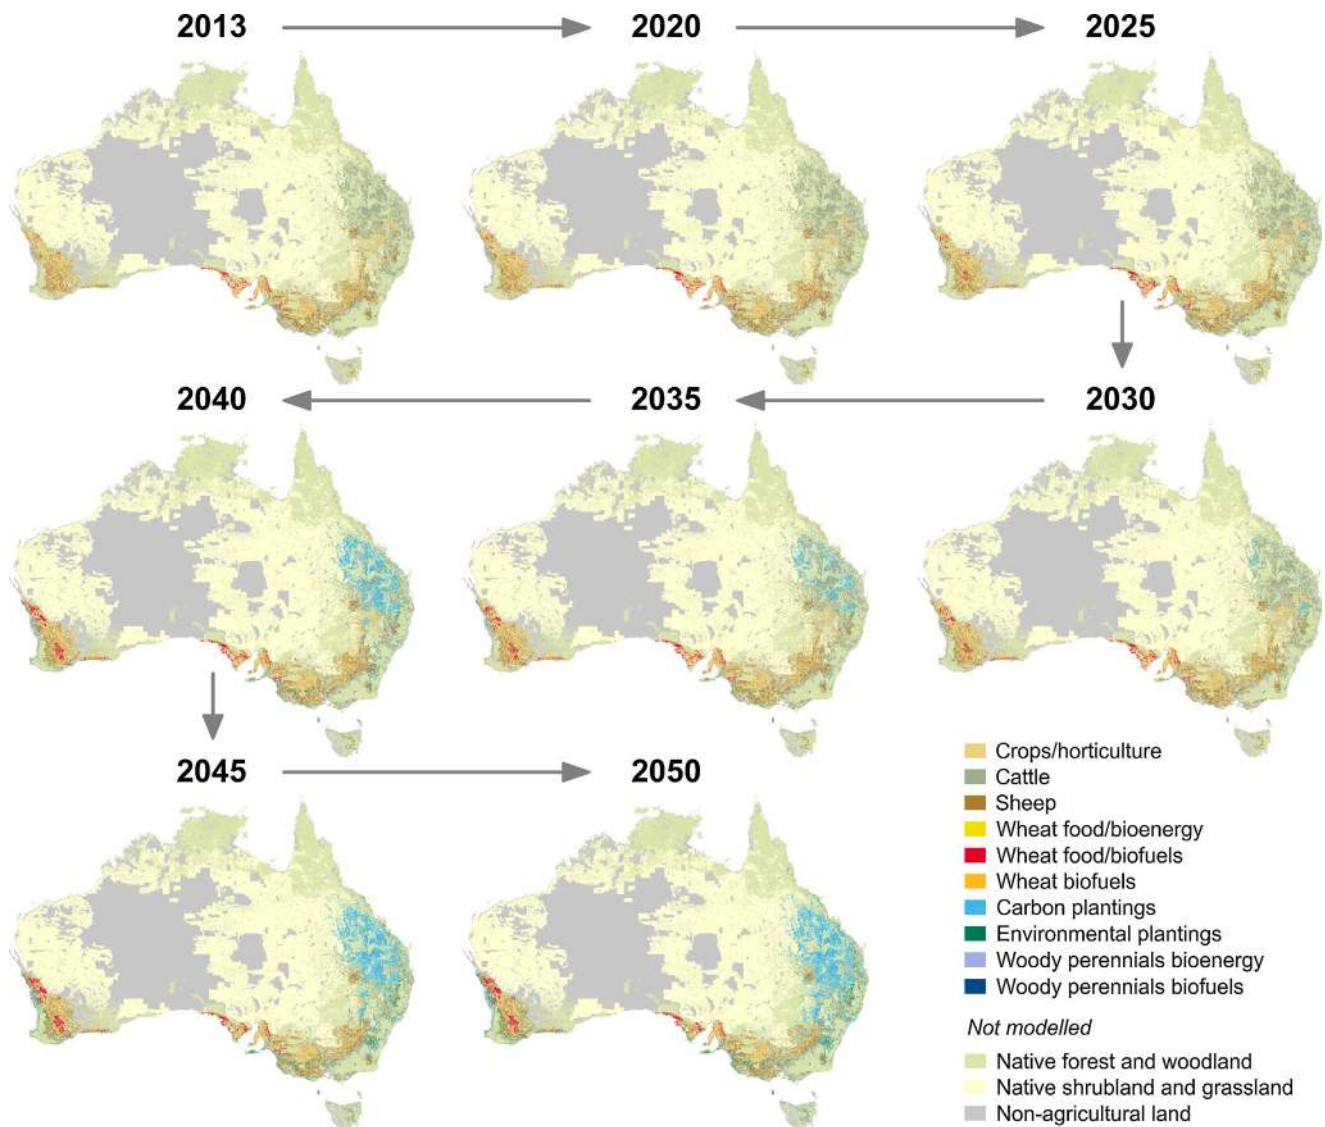 2013
2020
2025
2040
2035
2030
2045
2050
Crops/horticulture
Cattle
Sheep
Wheat food/bioenergy
Wheat food/biofuels
Wheat biofuels
Carbon plantings
Environmental plantings
Woody perennials bioenergy
Woody perennials biofuels
Not modelled
Native forest and woodland
Native shrubland and grassland
Non-agricultural land